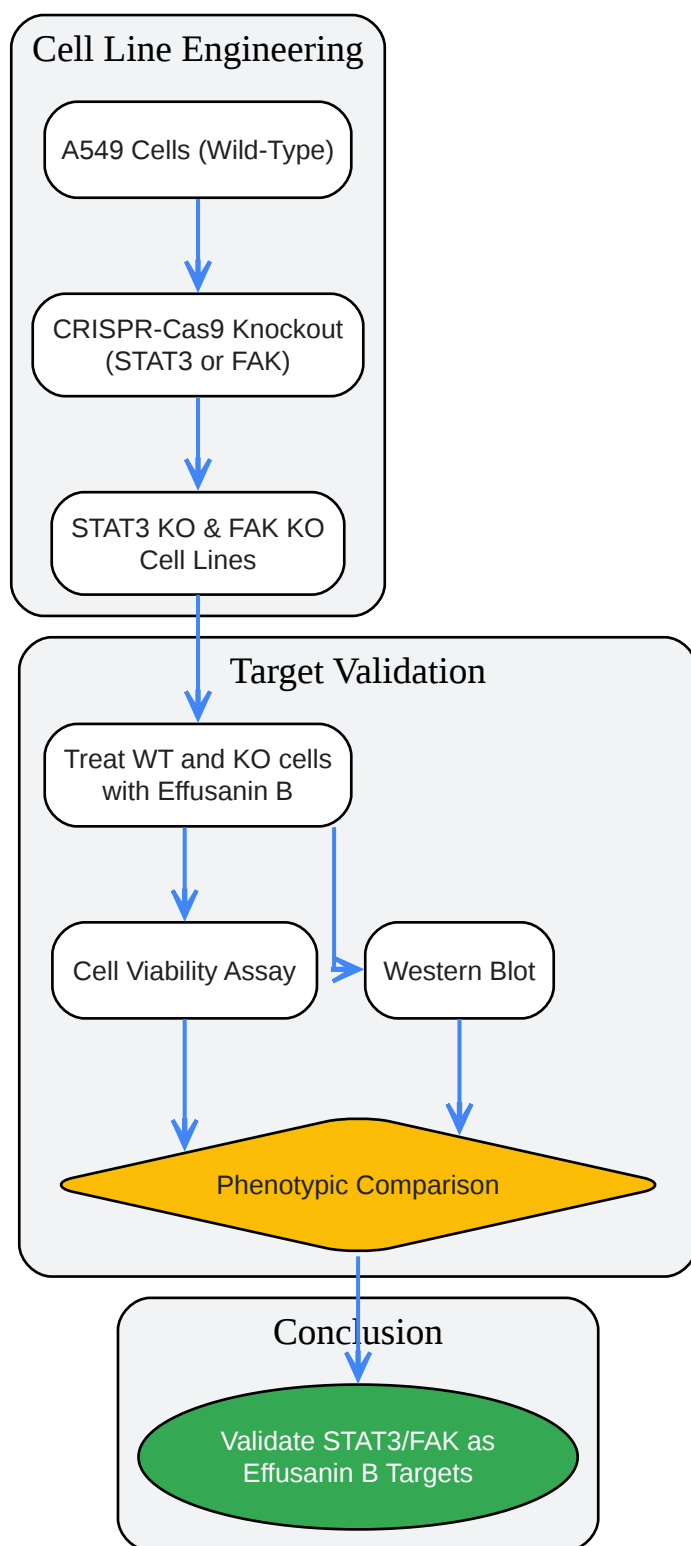 Cell Line Engineering
A549 Cells (Wild-Type)
CRISPR-Cas9 Knockout
(STAT3 or FAK)
STAT3 KO & FAK KO
Cell Lines
Target Validation
Treat WT and KO cells
with Effusanin B
Cell Viability Assay
Western Blot
Phenotypic Comparison
Conclusion
Validate STAT3/FAK as
Effusanin B Targets